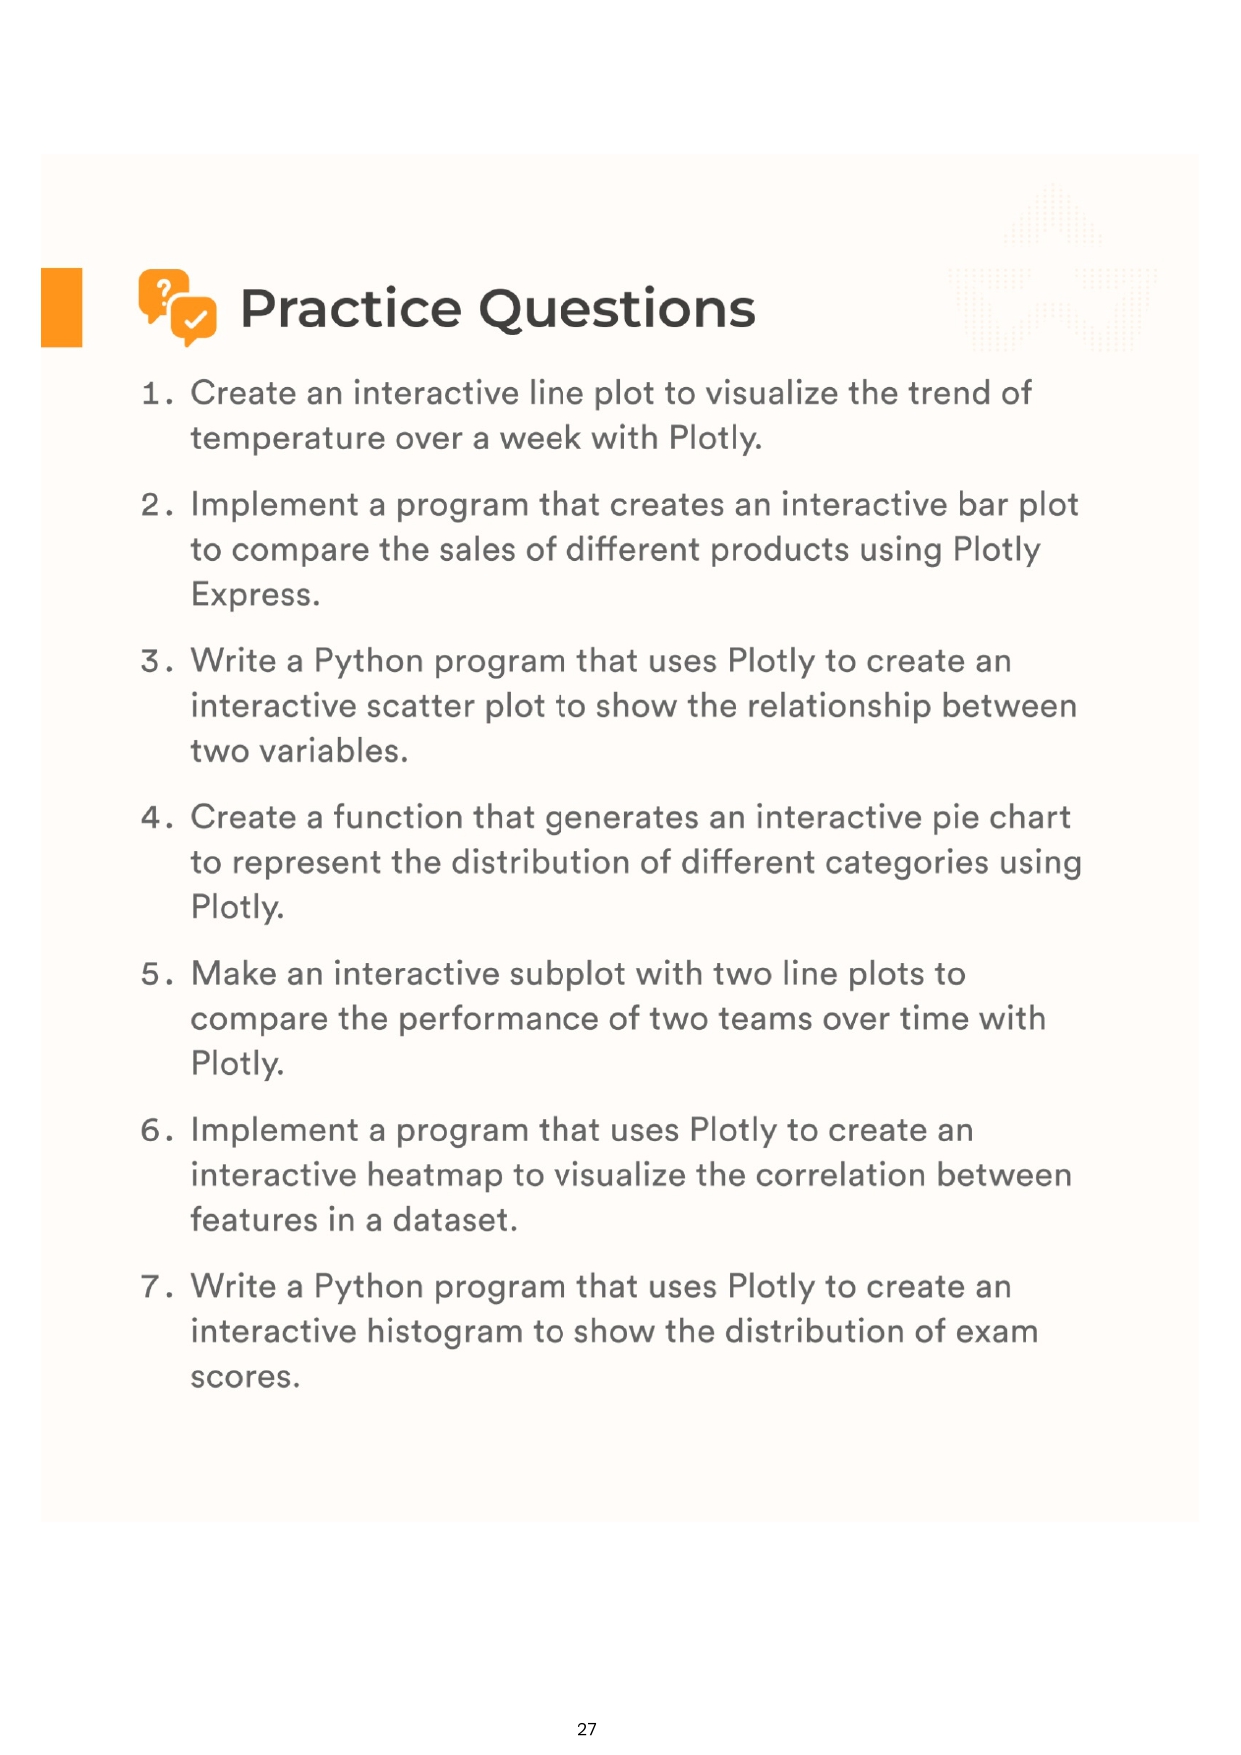 Practice Questions
1. Create an interactive line plot to visualize the trend of
temperature over a week with Plotly.
2. Implement a program that creates an interactive bar plot
to compare the sales of different products using Plotly
Express.
3. Write a Python program that uses Plotly to create an
interactive scatter plot to show the relationship between
two variables.
4. Create a function that generates an interactive pie chart
to represent the distribution of different categories using
Plotly.
5. Make an interactive subplot with two line plots to
compare the performance of two teams over time with
Plotly.
6. Implement a program that uses Plotly to create an
interactive heatmap to visualize the correlation between
features in a dataset.
7. Write a Python program that uses Plotly to create an
interactive histogram to show the distribution of exam
scores.
27